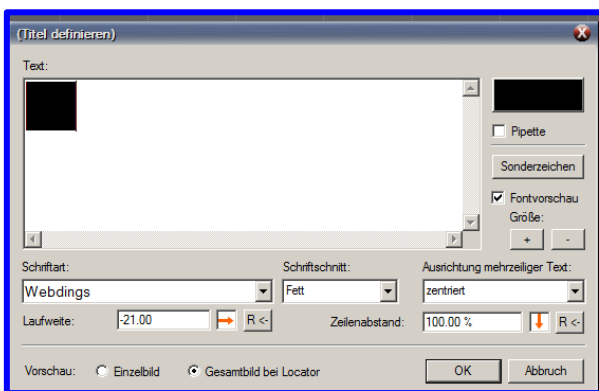 (Titel definieren)
Text:
Pipette
Sonderzeichen
Fontvorschau
Größe:
+ -
Schriftart: Schriftschnitt: Ausrichtung mehrzeiliger Text:
Webdings Fett zentriert
Laufweite: -21.00 R <- Zeilenabstand: 100.00 % R <-
Vorschau: Einzelbild Gesamtbild bei Locator OK Abbruch